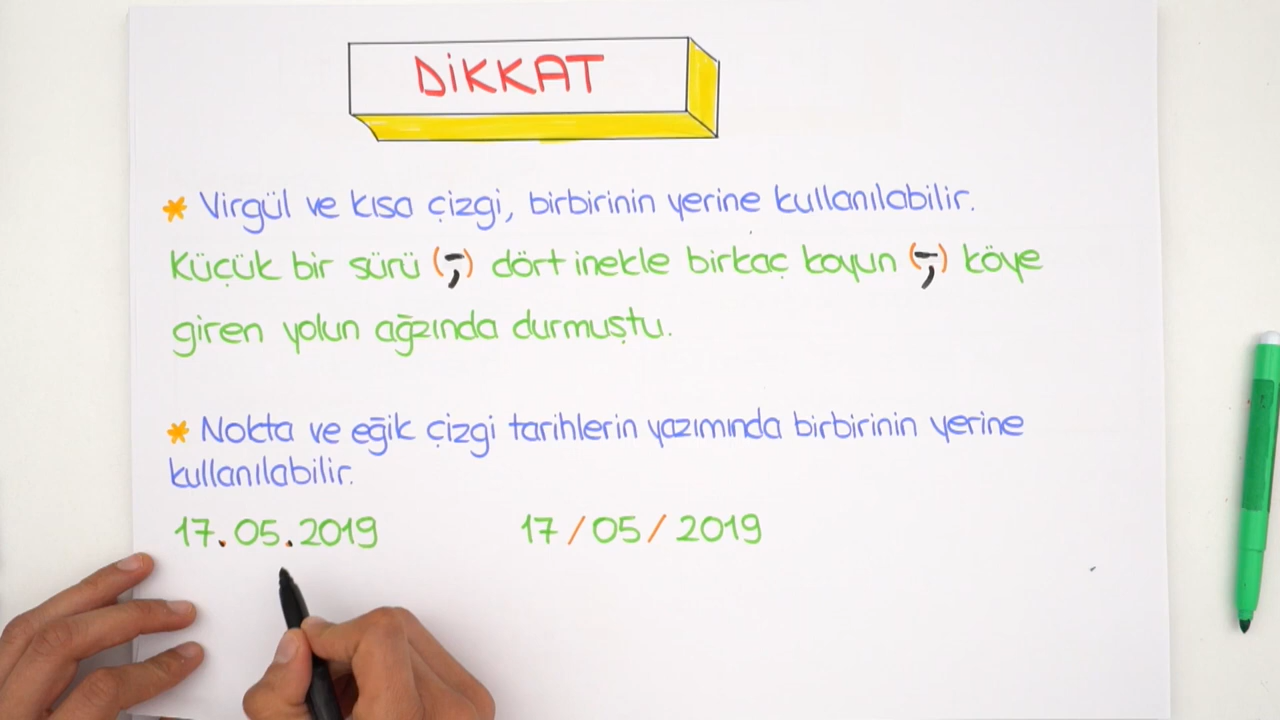 DİKKAT
* Virgül ve kısa çizgi, birbirinin yerine kullanılabilir.
Küçük bir sürü (-,) dört inekle birkaç koyun (-,) köye
giren yolun ağzında durmuştu.
* Nokta ve eğik çizgi tarihlerin yazımında birbirinin yerine
kullanılabilir.
17.05.2019 17/05/2019